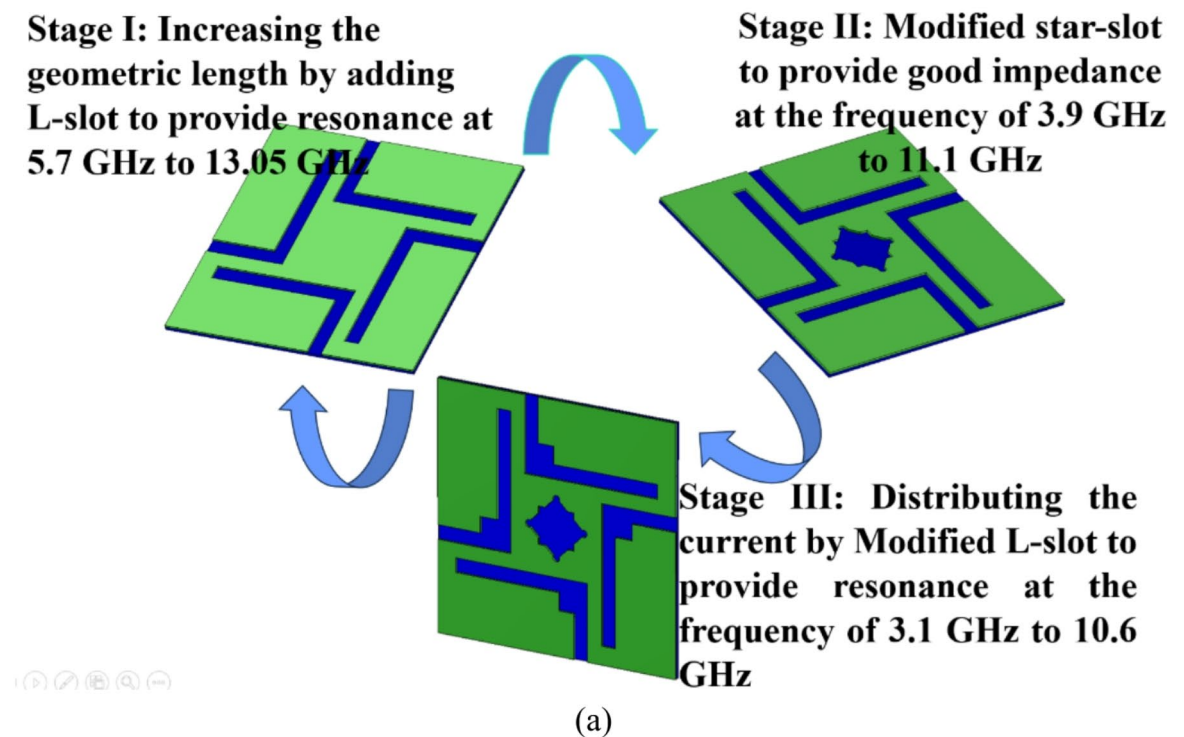 Stage I: Increasing the
geometric length by adding
L-slot to provide resonance at
5.7 GHz to 13.05 GHz
Stage II: Modified star-slot
to provide good impedance
at the frequency of 3.9 GHz
to 11.1 GHz
Stage III: Distributing the
current by Modified L-slot to
provide resonance at the
frequency of 3.1 GHz to 10.6
GHz
(a)